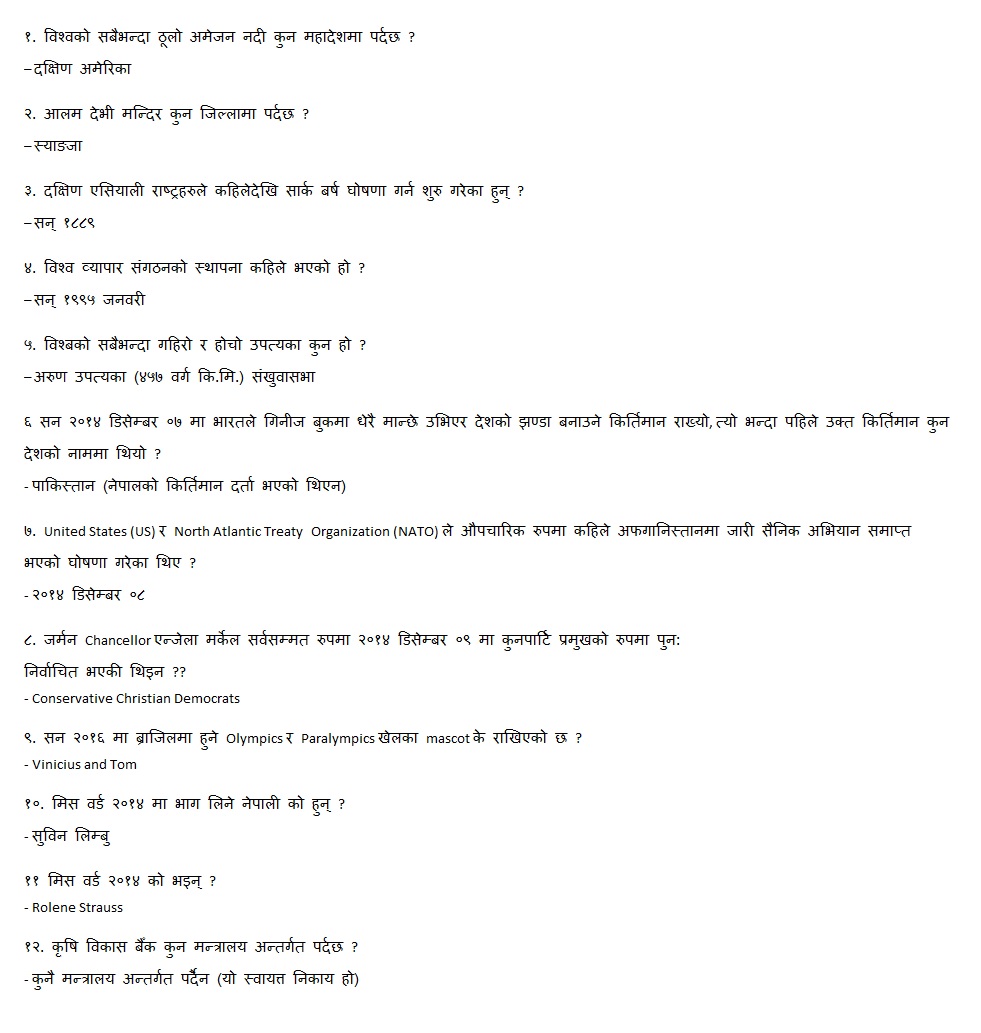 १. विश्वको सबैभन्दा ठूलो अमेजन नदी कुन महादेशमा पर्दछ ?
–दक्षिण अमेरिका
२. आलम देभी मन्दिर कुन जिल्लामा पर्दछ ?
–स्याङजा
३. दक्षिण एसियाली राष्ट्रहरुले कहिलेदेखि सार्क बर्ष घोषणा गर्न शुरु गरेका हुन् ?
–सन् १८८९
४. विश्व व्यापार संगठनको स्थापना कहिले भएको हो ?
–सन् १९९५ जनवरी
५. विश्बको सबैभन्दा गहिरो र होचो उपत्यका कुन हो ?
–अरुण उपत्यका (४५७ वर्ग कि.मि.) संखुवासभा
६ सन २०१४ डिसेम्बर ०७ मा भारतले गिनीज बुकमा धेरै मान्छे उभिएर देशको झण्डा बनाउने किर्तिमान राख्यो,त्यो भन्दा पहिले उक्त किर्तिमान कुन
देशको नाममा थियो ?
- पाकिस्तान (नेपालको किर्तिमान दर्ता भएको थिएन)
७. United States (US) र North Atlantic Treaty Organization (NATO) ले औपचारिक रुपमा कहिले अफगानिस्तानमा जारी सैनिक अभियान समाप्त
भएको घोषणा गरेका थिए ?
- २०१४ डिसेम्बर ०८
८. जर्मन Chancellor एन्जेला मर्केल सर्वसम्मत रुपमा २०१४ डिसेम्बर ०९ मा कुनपार्टि प्रमुखको रुपमा पुन:
निर्वाचित भएकी थिइन ??
- Conservative Christian Democrats
९. सन २०१६ मा ब्राजिलमा हुने Olympics र Paralympics खेलका mascot के राखिएको छ ?
- Vinicius and Tom
१०. मिस वर्ड २०१४ मा भाग लिने नेपाली को हुन् ?
- सुविन लिम्बु
११ मिस वर्ड २०१४ को भइन् ?
- Rolene Strauss
१२. कृषि विकास बैँक कुन मन्त्रालय अन्तर्गत पर्दछ ?
- कुनै मन्त्रालय अन्तर्गत पर्दैन (यो स्वायत्त निकाय हो)